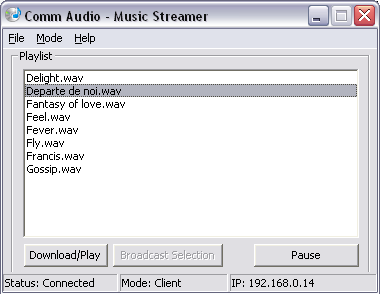 Comm Audio - Music Streamer
File Mode Help
Playlist
Delight.wav
Departe de noi.wav
Fantasy of love.wav
Feel.wav
Fever.wav
Fly.wav
Francis.wav
Gossip.wav
Download/Play Broadcast Selection Pause
Status: Connected Mode: Client IP: 192.168.0.14